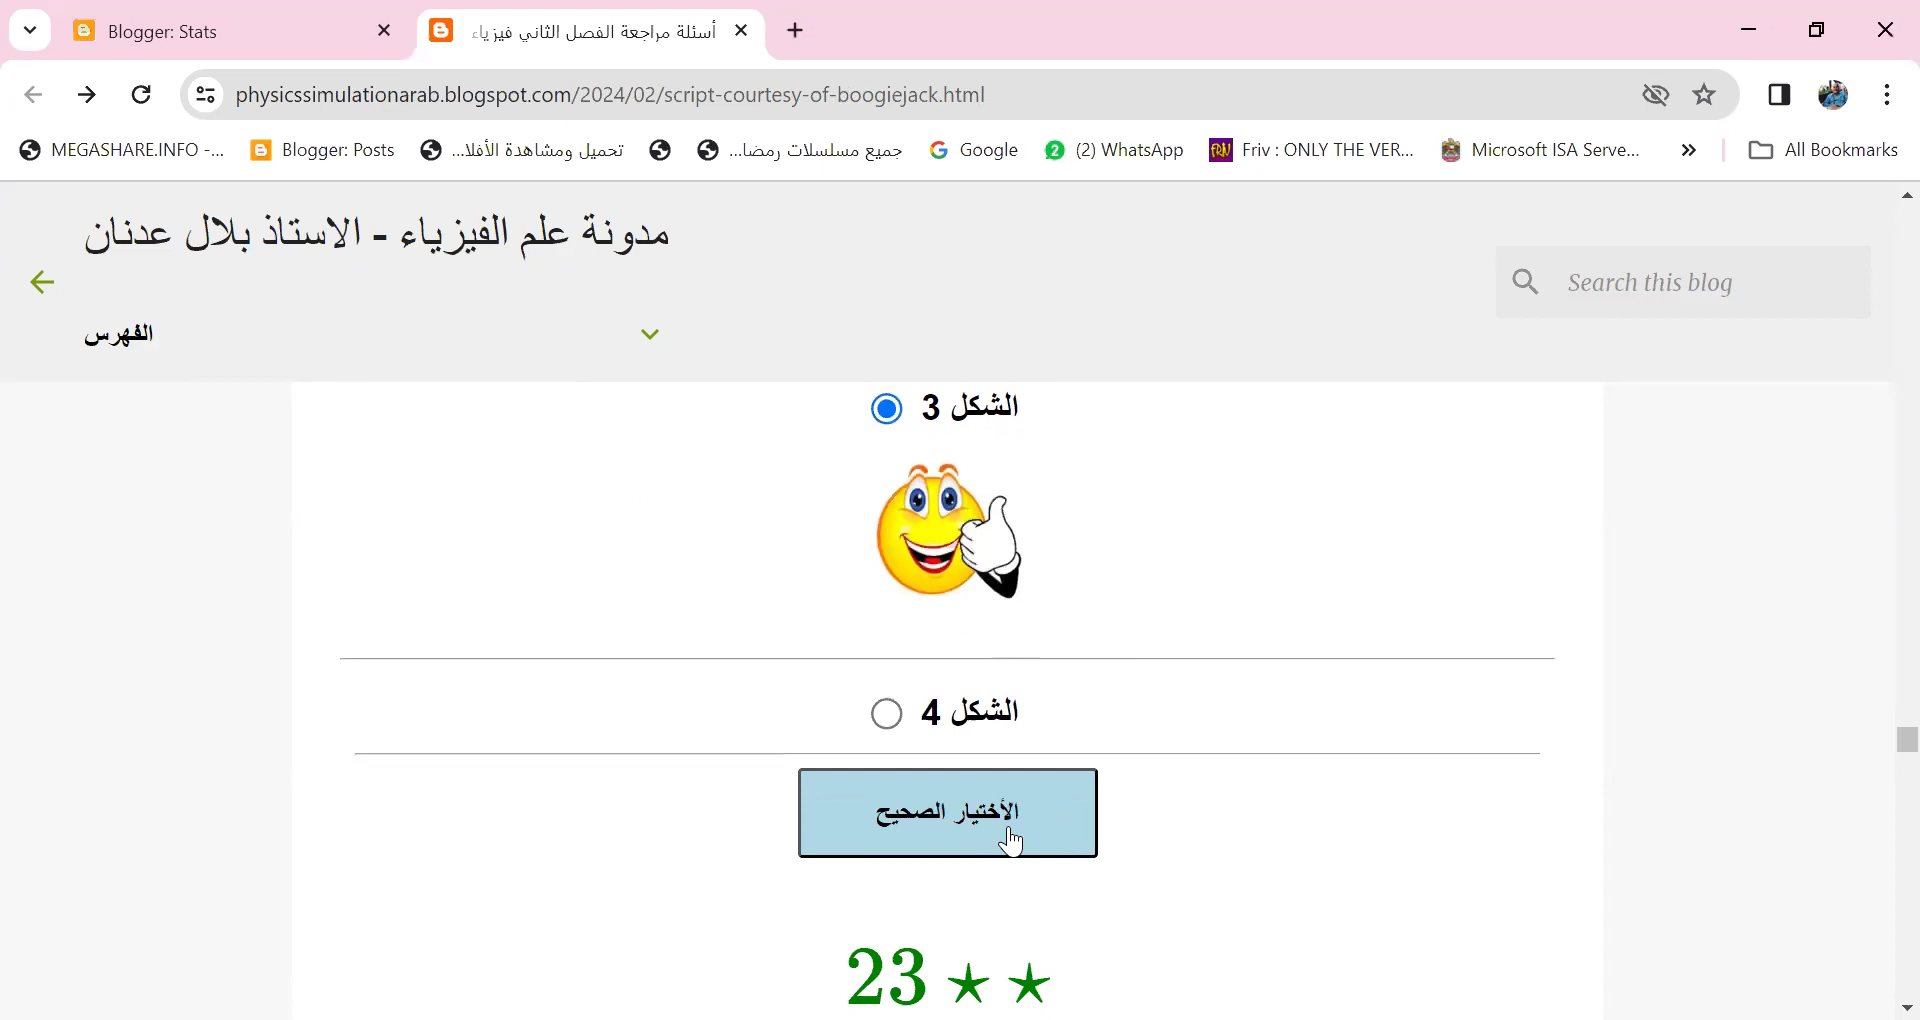 Blogger: Stats
أسئلة مراجعة الفصل الثاني فيزياء
physicssimulationarab.blogspot.com/2024/02/script-courtesy-of-boogiejack.html
MEGASHARE.INFO -...
Blogger: Posts
تحميل ومشاهدة الأفلا...
جميع مسلسلات رمضا...
Google
(2) WhatsApp
Friv : ONLY THE VER...
Microsoft ISA Serve...
»
All Bookmarks
مدونة علم الفيزياء - الاستاذ بلال عدنان
Search this blog
الفهرس
الشكل 3
الشكل 4
الأختيار الصحيح
23 ★ ★